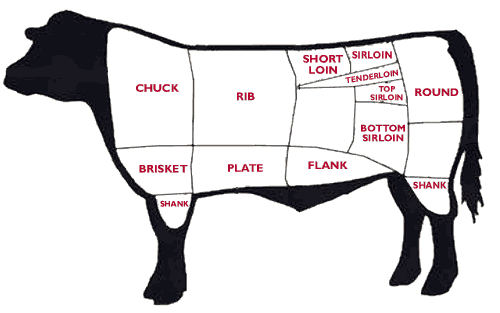 SHORT
LOIN
SIRLOIN
TENDERLOIN
CHUCK
RIB
TOP
SIRLOIN
ROUND
BOTTOM
SIRLOIN
BRISKET
PLATE
FLANK
SHANK
SHANK